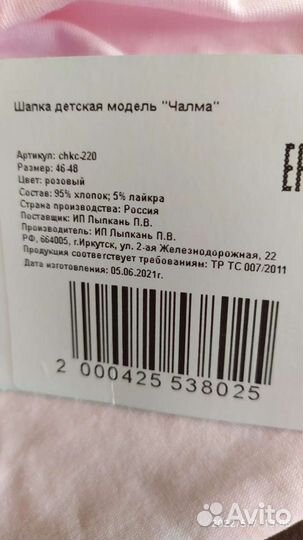 Шапка детская модель "Чалма"
Артикул: chkc-220
Размер: 46-48
Цвет: розовый
Состав: 95% хлопок; 5% лайкра
Страна производства: Россия
Поставщик: ИП Лыпкань П.В.
Производитель: ИП Лыпкань П.В.
РФ, 664005, г.Иркутск, ул. 2-ая Железнодорожная, 22
Продукция соответствует требованиям: ТР ТС 007/2011
Дата изготовления: 05.06.2021г.
2 000425 538025
Avito